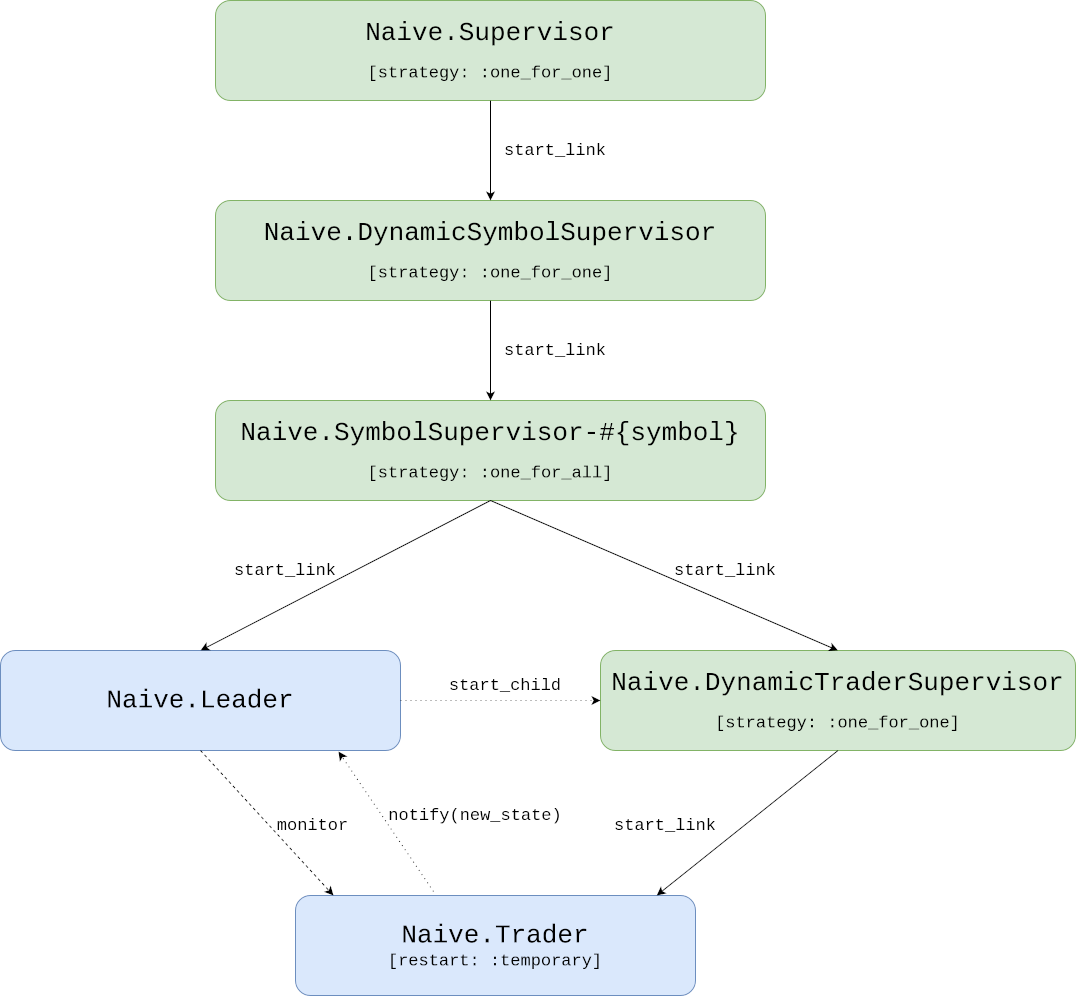 Naive.Supervisor
[strategy: :one_for_one]
start_link
Naive.DynamicSymbolSupervisor
[strategy: :one_for_one]
start_link
Naive.SymbolSupervisor-#{symbol}
[strategy: :one_for_all]
start_link
start_link
Naive.Leader
start_child
Naive.DynamicTraderSupervisor
[strategy: :one_for_one]
monitor
notify(new_state)
start_link
Naive.Trader
[restart: :temporary]